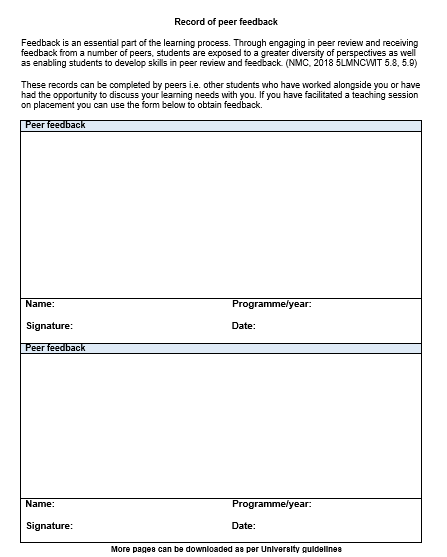 Record of peer feedback
Feedback is an essential part of the learning process. Through engaging in peer review and receiving
feedback from a number of peers, students are exposed to a greater diversity of perspectives as well
as enabling students to develop skills in peer review and feedback. (NMC, 2018 5LMNCWIT 5.8, 5.9)
These records can be completed by peers i.e. other students who have worked alongside you or have
had the opportunity to discuss your learning needs with you. If you have facilitated a teaching session
on placement you can use the form below to obtain feedback.
Peer feedback
Name: Programme/year:
Signature: Date:
Peer feedback
Name: Programme/year:
Signature: Date:
More pages can be downloaded as per University guidelines